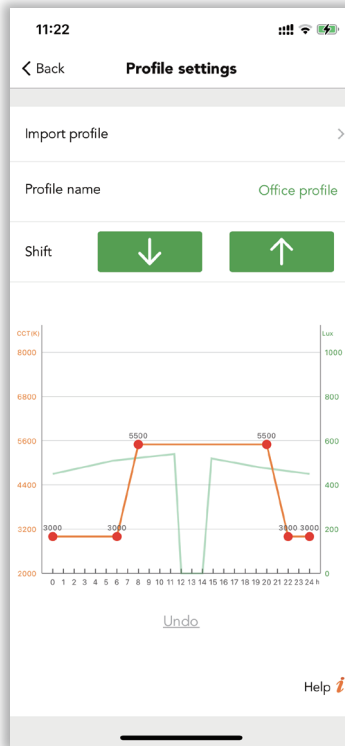 11:22
Back Profile settings
Import profile
Profile name Office profile
Shift
CCT(K) Lux
8000 1000
6800 800
5500 5500
5600 600
4400 400
3000 3000 3000 3000
3200 200
2000 0
0 1 2 3 4 5 6 7 8 9 10 11 12 13 14 15 16 17 18 19 20 21 22 23 24 h
Undo
Help i